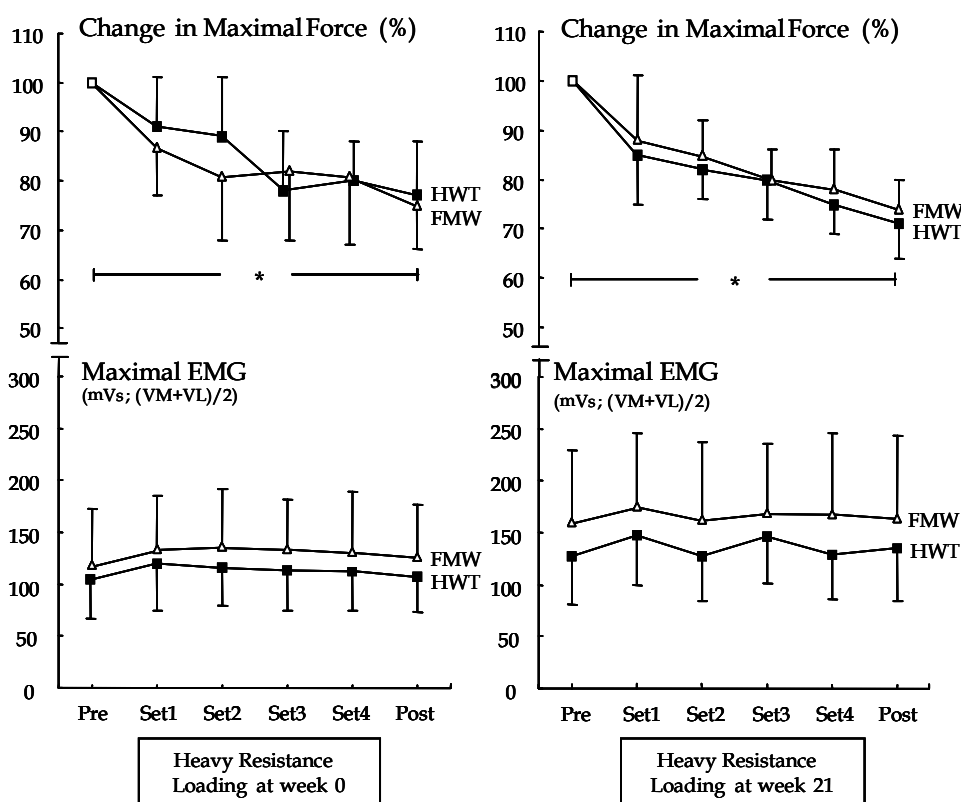 Change in Maximal Force (%)
110
100
90
80
70
60
50
HWT
FMW
*
Maximal EMG
(mVs; (VM+VL)/2)
300
250
200
150
100
50
0
FMW
HWT
Pre Set1 Set2 Set3 Set4 Post
Heavy Resistance
Loading at week 0
Change in Maximal Force (%)
110
100
90
80
70
60
50
FMW
HWT
*
Maximal EMG
(mVs; (VM+VL)/2)
300
250
200
150
100
50
0
FMW
HWT
Pre Set1 Set2 Set3 Set4 Post
Heavy Resistance
Loading at week 21